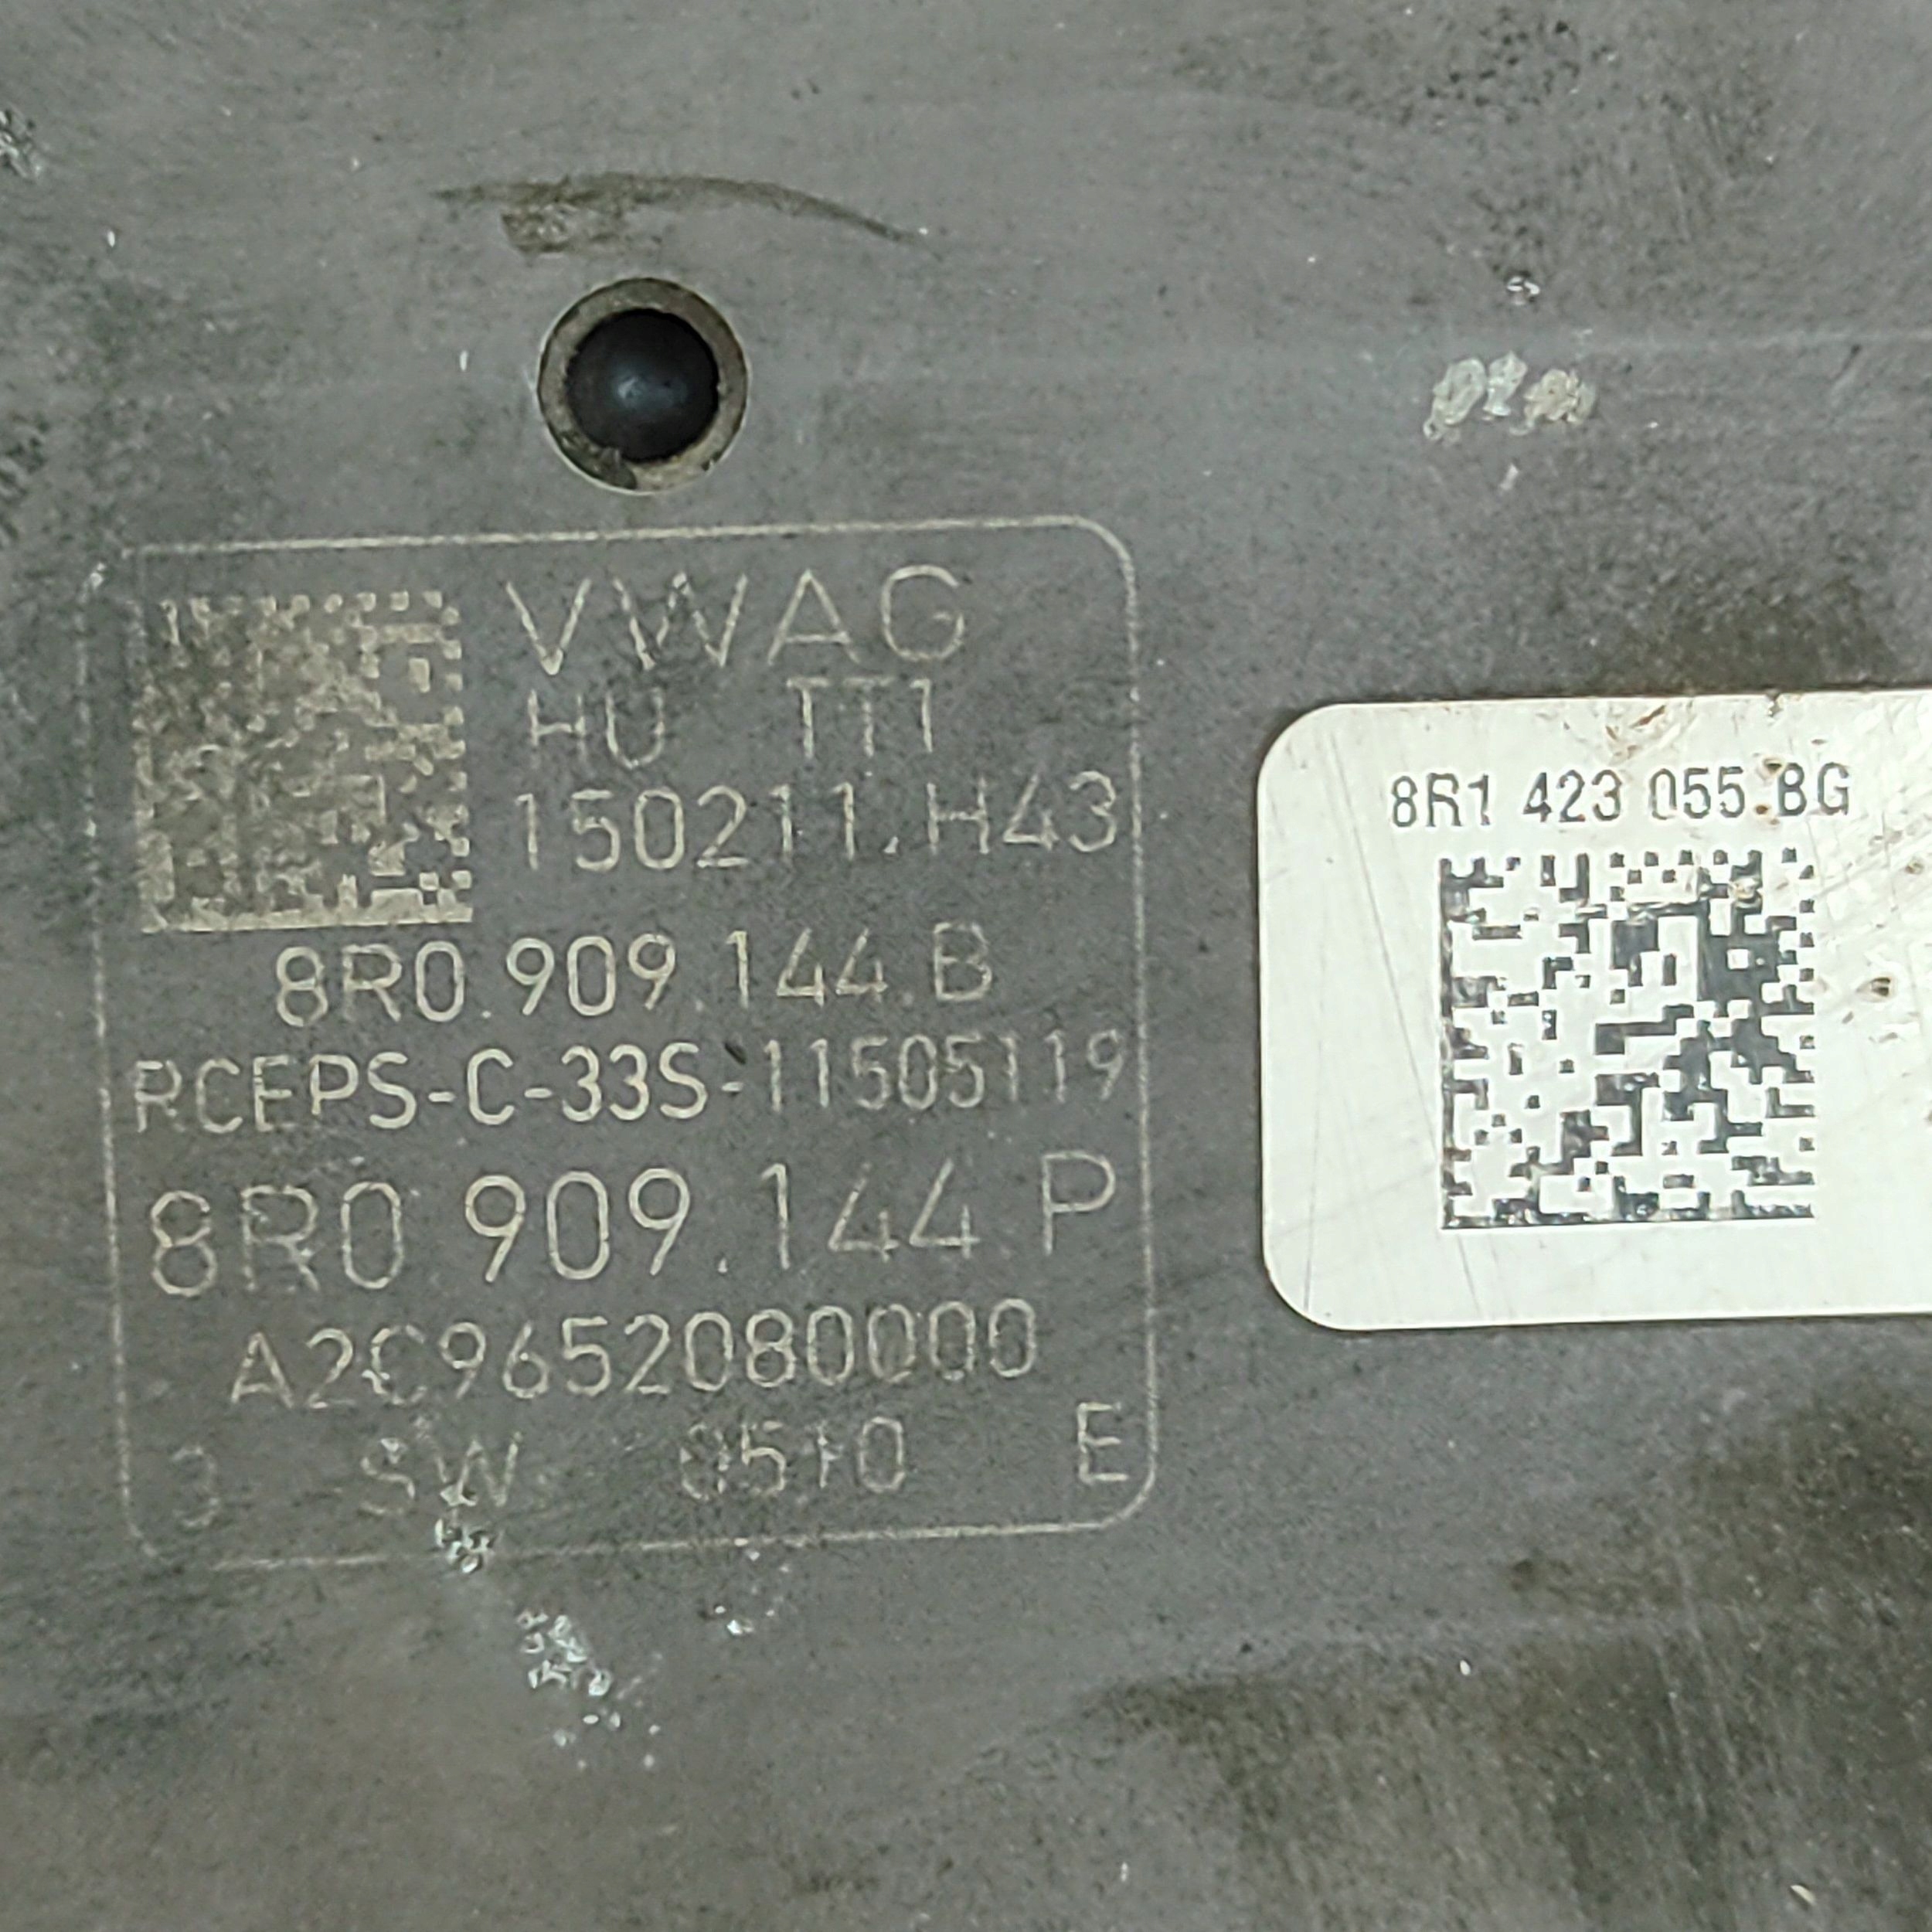 VWAG
HU TT1
150211.H43
8R0.909.144.B
RCEPS-C-33S-11505119
8R0 909.144 P
A2C9652080000
SW 0510 E
8R1 423 055 BG